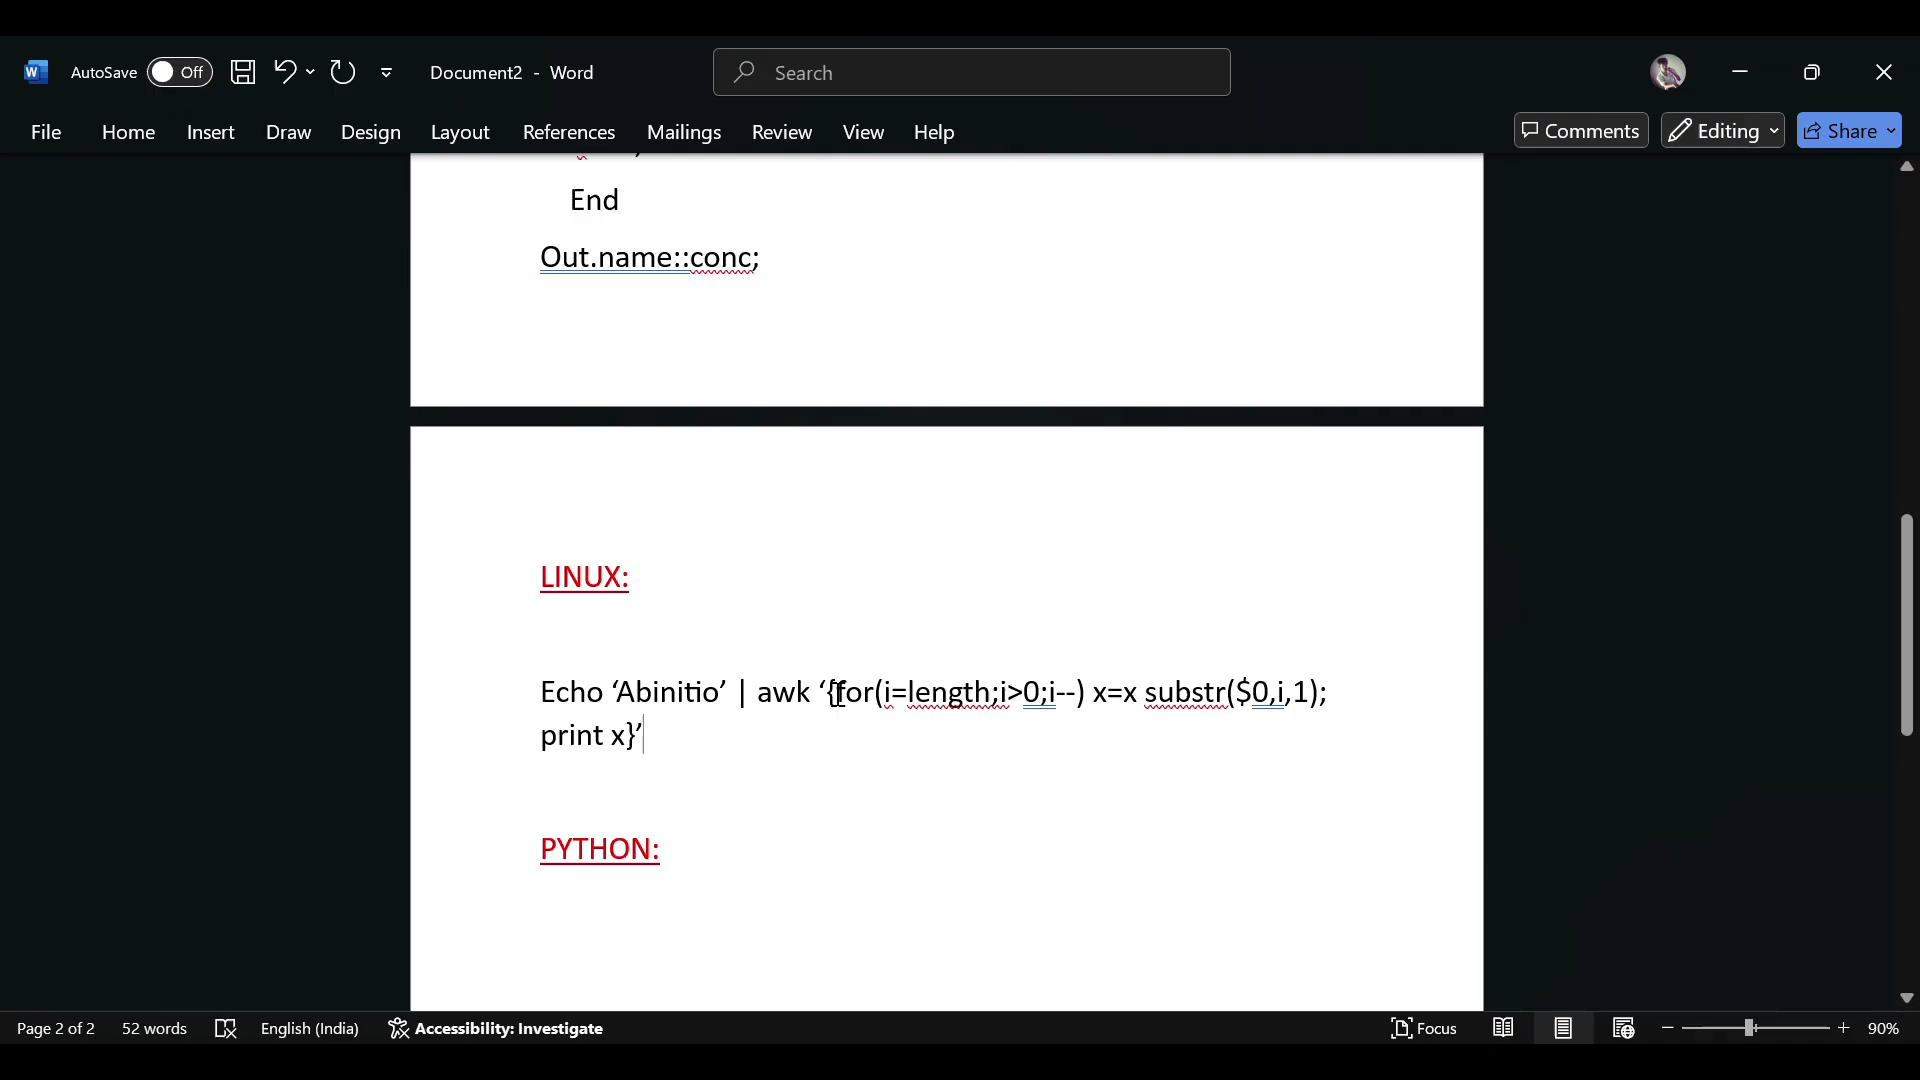 AutoSave Off Document2 - Word Search
File Home Insert Draw Design Layout References Mailings Review View Help Comments Editing Share
End
Out.name::conc;
LINUX:
Echo ‘Abinitio’ | awk ‘{for(i=length;i>0;i--) x=x substr($0,i,1);
print x}’
PYTHON:
Page 2 of 2 52 words English (India) Accessibility: Investigate Focus 90%